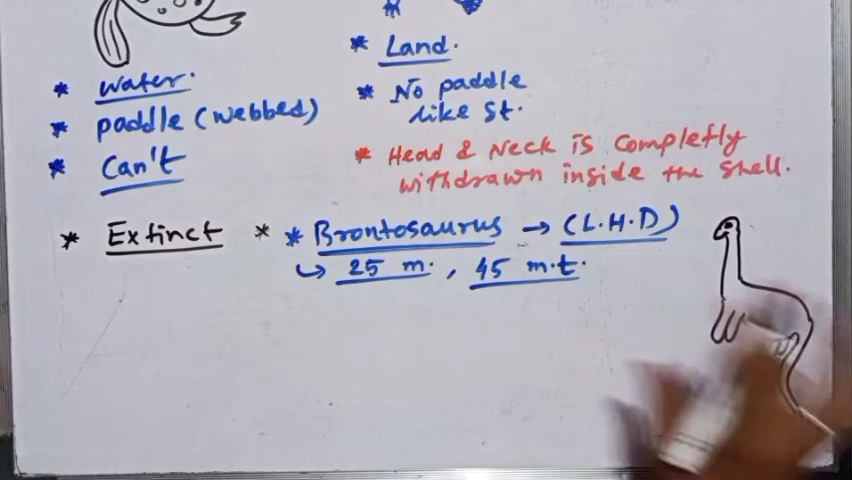 * Water.
* paddle (webbed)
* Can't
* Land.
* No paddle
like St.
* Head & Neck is Completly
withdrawn inside the shell.
* Extinct * * Brontosaurus → (L.H.D)
↳ 25 m. , 45 m.t.